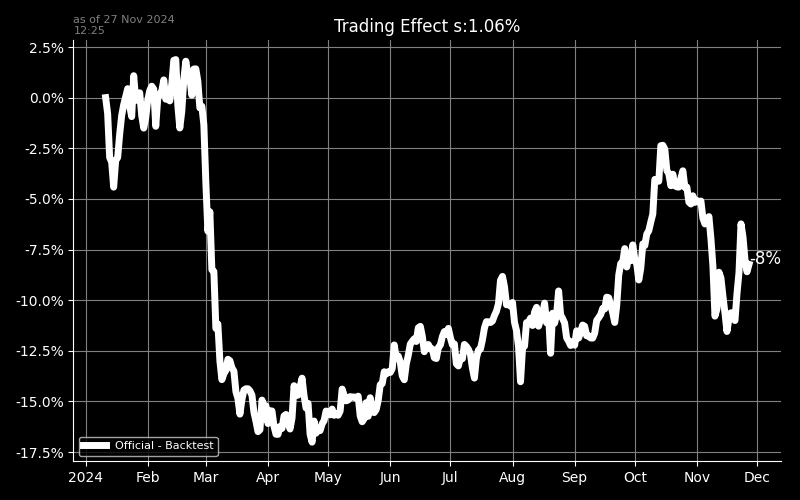 as of 27 Nov 2024
12:25
Trading Effect s:1.06%
2.5%
0.0%
-2.5%
-5.0%
-7.5%
-10.0%
-12.5%
-15.0%
-17.5%
-8%
Official - Backtest
2024 Feb Mar Apr May Jun Jul Aug Sep Oct Nov Dec